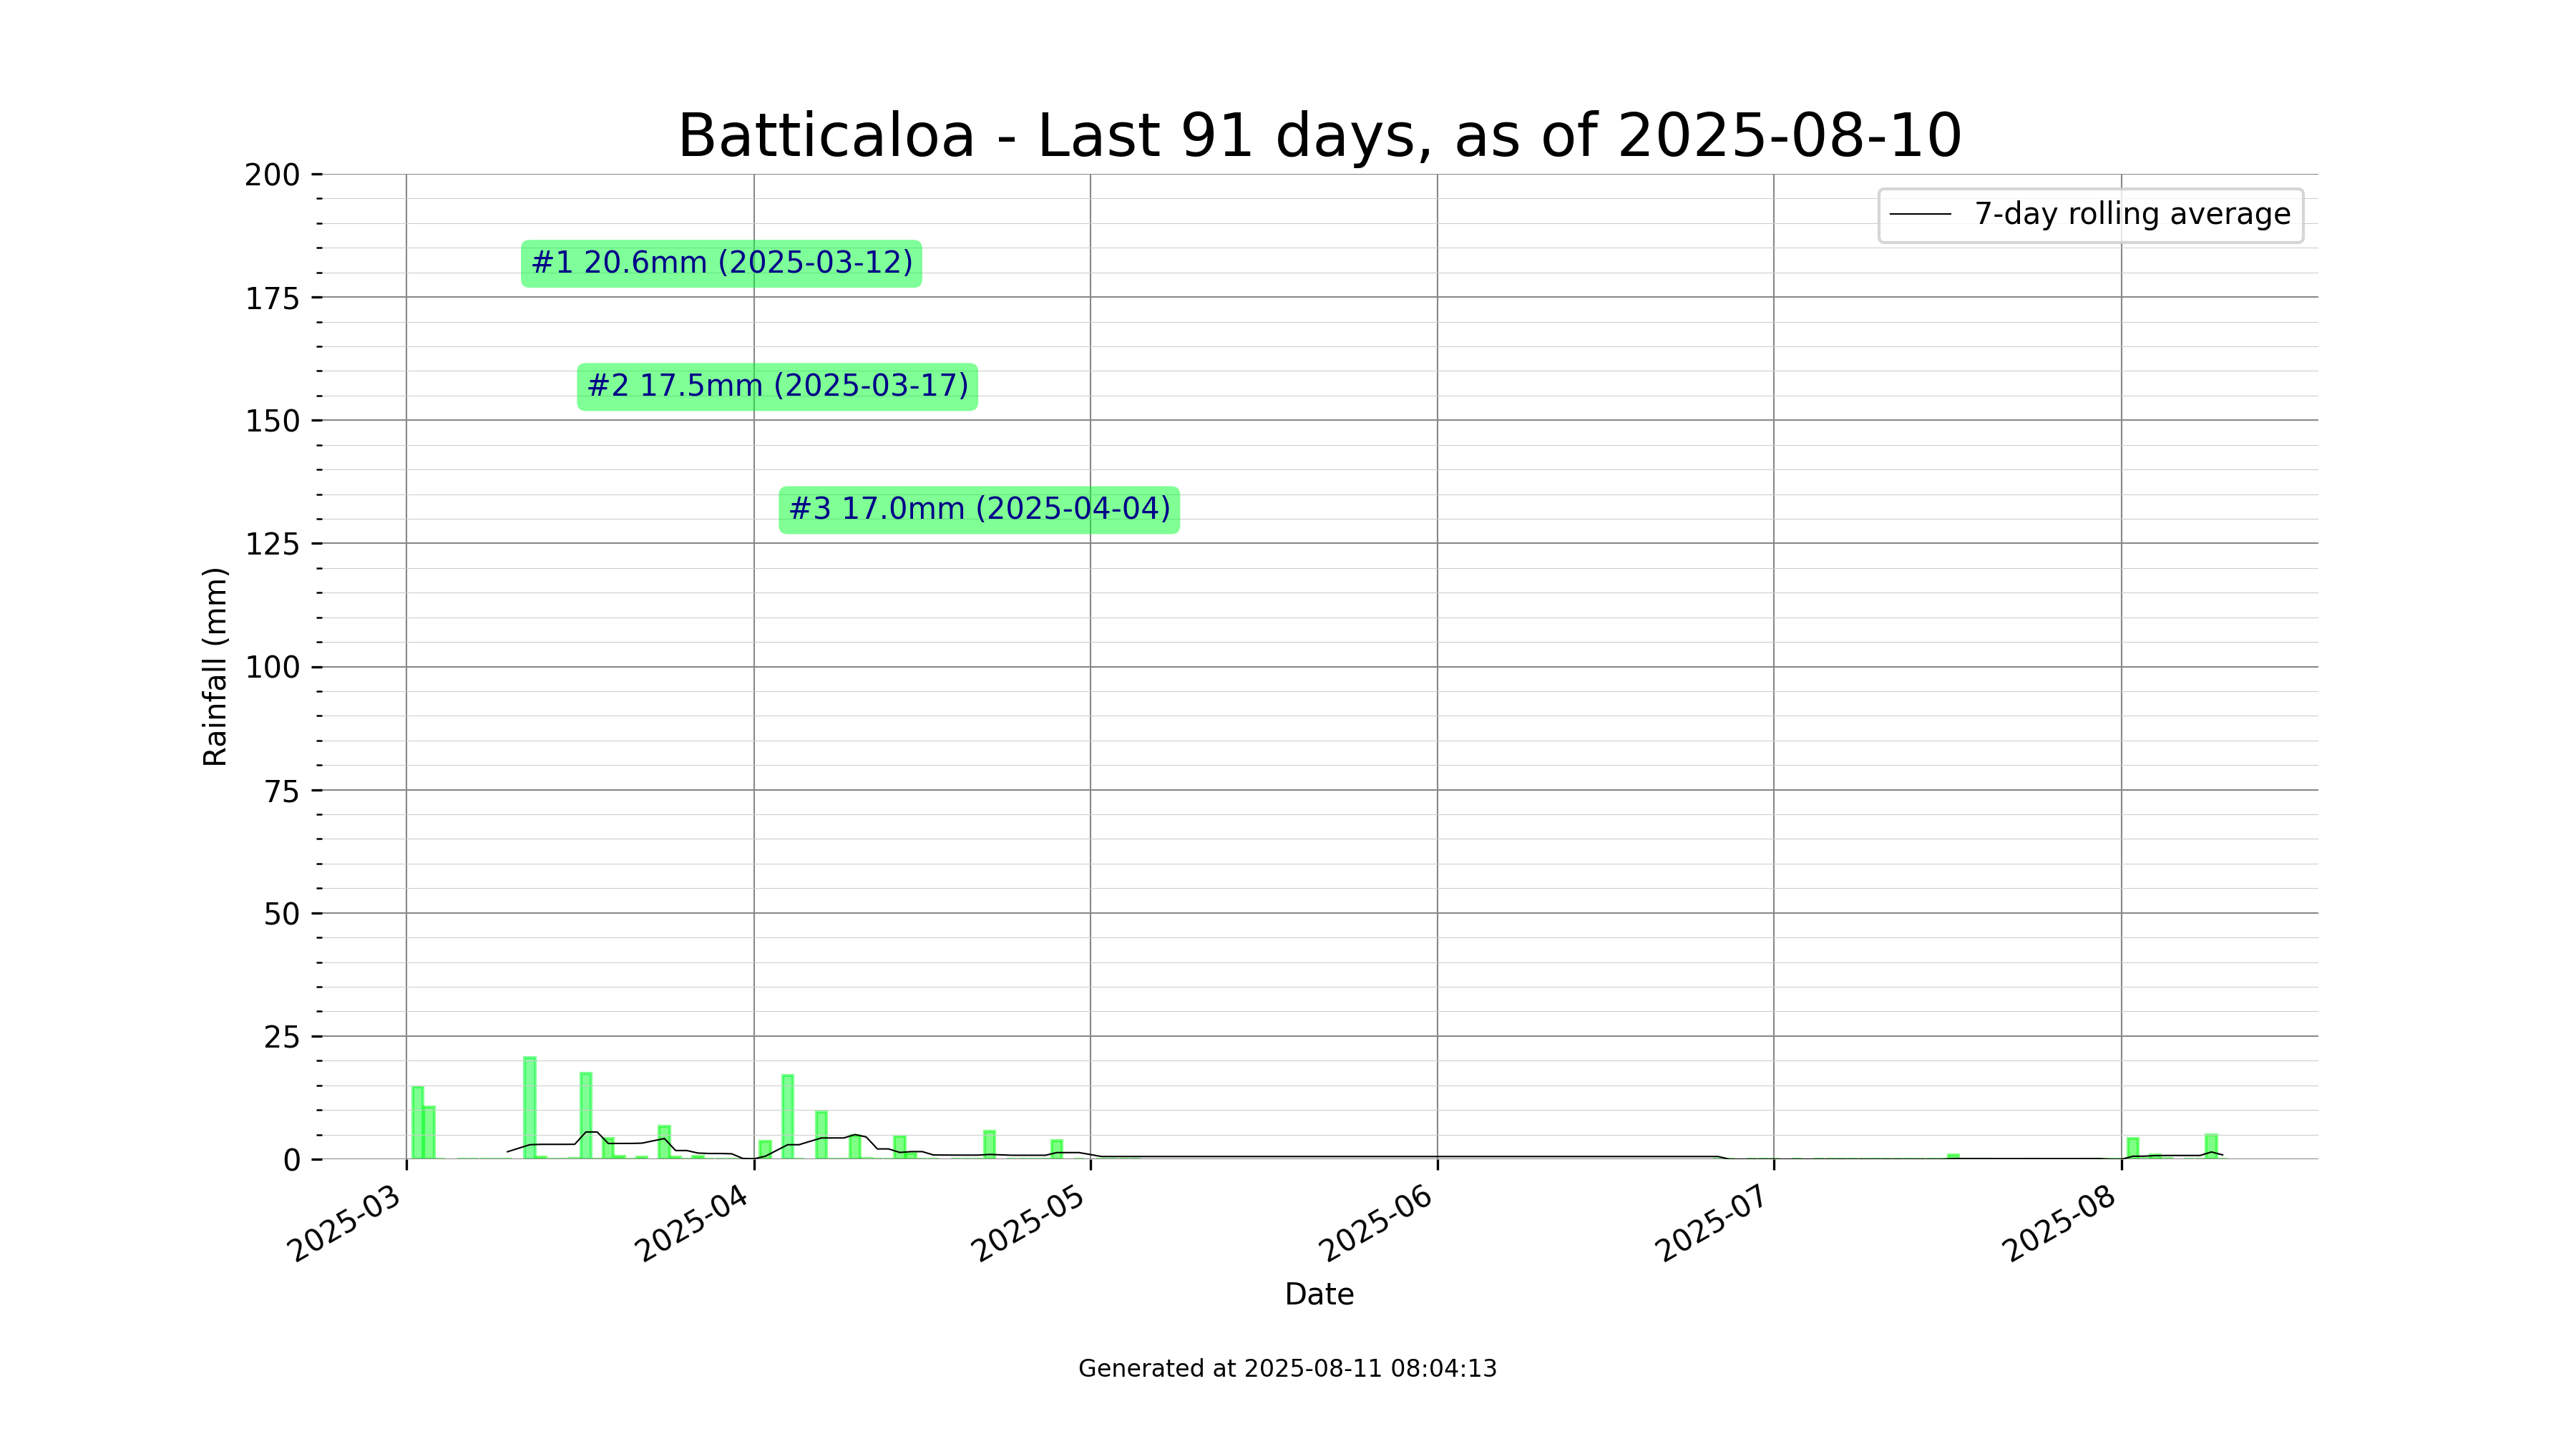 Batticaloa - Last 91 days, as of 2025-08-10
200
175
150
125
100
75
50
25
0
Rainfall (mm)
7-day rolling average
#1 20.6mm (2025-03-12)
#2 17.5mm (2025-03-17)
#3 17.0mm (2025-04-04)
2025-03
2025-04
2025-05
2025-06
2025-07
2025-08
Date
Generated at 2025-08-11 08:04:13